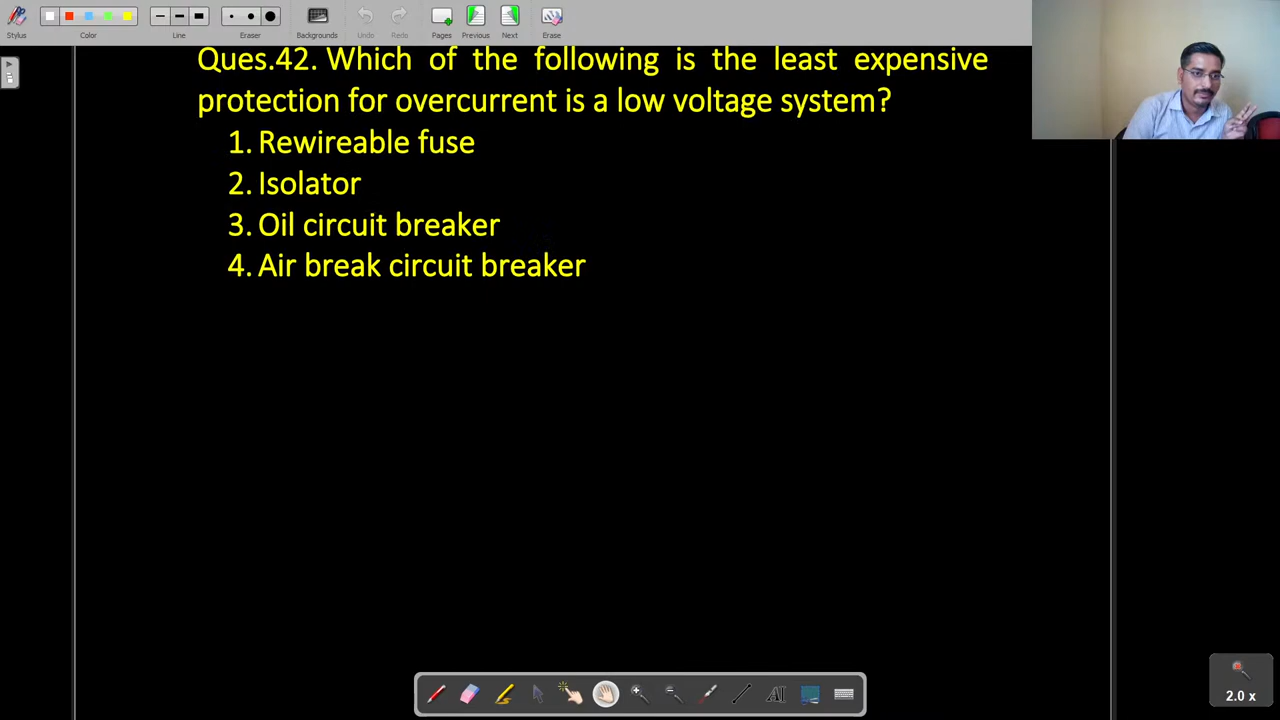 Stylus Color Line Eraser Backgrounds Undo Redo Pages Previous Next Erase
Ques.42. Which of the following is the least expensive
protection for overcurrent is a low voltage system?
1. Rewireable fuse
2. Isolator
3. Oil circuit breaker
4. Air break circuit breaker
AI
2.0 x